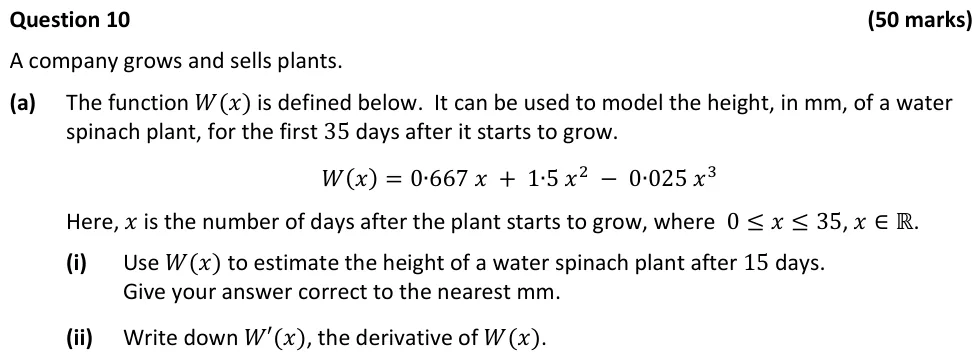 Question 10 (50 marks)
A company grows and sells plants.
(a) The function W(x) is defined below. It can be used to model the height, in mm, of a water
spinach plant, for the first 35 days after it starts to grow.
W(x) = 0·667 x + 1·5 x² − 0·025 x³
Here, x is the number of days after the plant starts to grow, where 0 ≤ x ≤ 35, x ∈ ℝ.
(i) Use W(x) to estimate the height of a water spinach plant after 15 days.
Give your answer correct to the nearest mm.
(ii) Write down W′(x), the derivative of W(x).